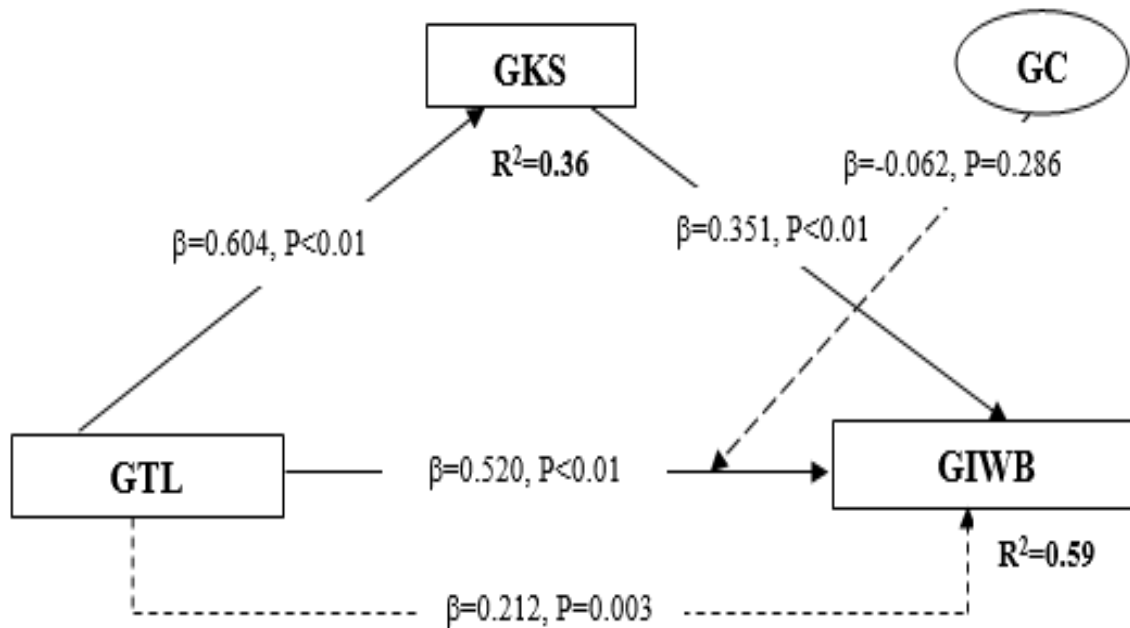 GKS
GC
R²=0.36
β=-0.062, P=0.286
β=0.604, P<0.01
β=0.351, P<0.01
GTL
β=0.520, P<0.01
GIWB
R²=0.59
β=0.212, P=0.003